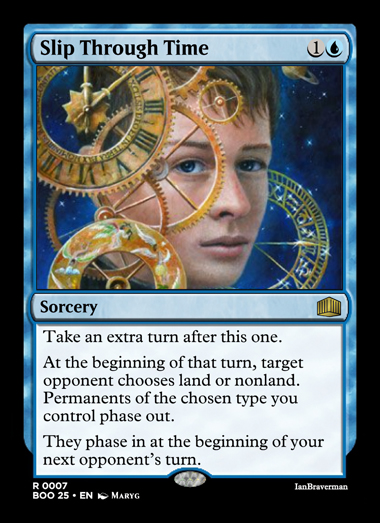 Slip Through Time 1
Sorcery
Take an extra turn after this one.
At the beginning of that turn, target
opponent chooses land or nonland.
Permanents of the chosen type you
control phase out.
They phase in at the beginning of your
next opponent's turn.
R 0007
BOO 25 • EN Maryg
IanBraverman